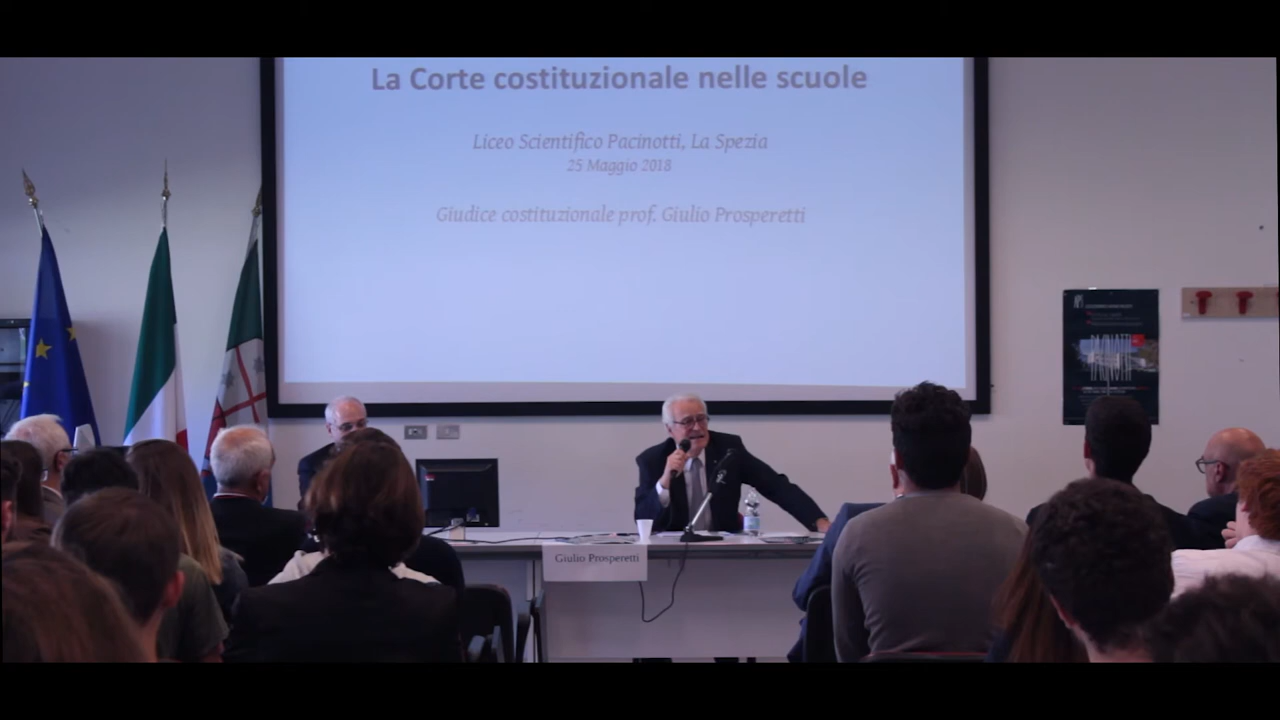 La Corte costituzionale nelle scuole
Liceo Scientifico Pacinotti, La Spezia
25 Maggio 2018
Giudice costituzionale prof. Giulio Prosperetti
PACINOTTI
Giulio Prosperetti